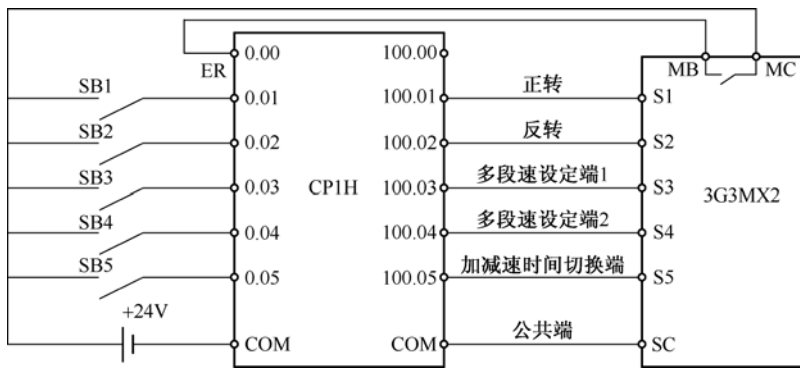 0.00
100.00
ER
MB
MC
SB1
0.01
100.01
正转
S1
SB2
0.02
100.02
反转
S2
SB3
0.03
CP1H
100.03
多段速设定端1
S3
3G3MX2
SB4
0.04
100.04
多段速设定端2
S4
SB5
0.05
100.05
加减速时间切换端
S5
+24V
COM
COM
公共端
SC